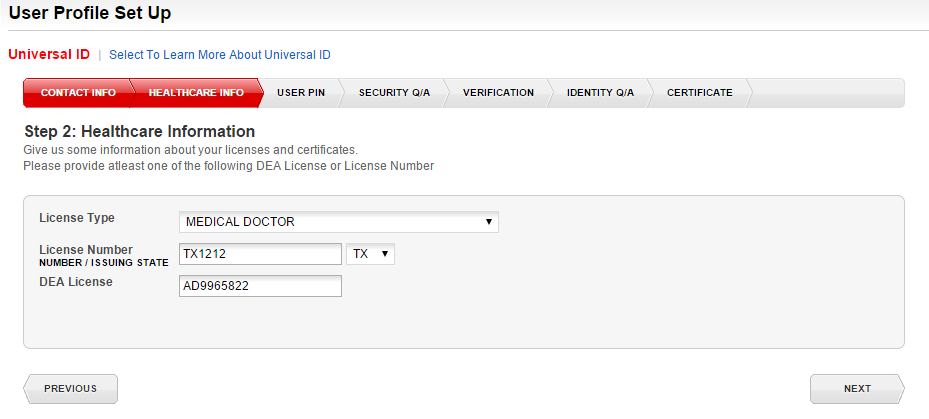 User Profile Set Up
Universal ID | Select To Learn More About Universal ID
CONTACT INFO HEALTHCARE INFO USER PIN SECURITY Q/A VERIFICATION IDENTITY Q/A CERTIFICATE
Step 2: Healthcare Information
Give us some information about your licenses and certificates.
Please provide atleast one of the following DEA License or License Number
License Type MEDICAL DOCTOR
License Number TX1212 TX
NUMBER / ISSUING STATE
DEA License AD9965822
PREVIOUS NEXT